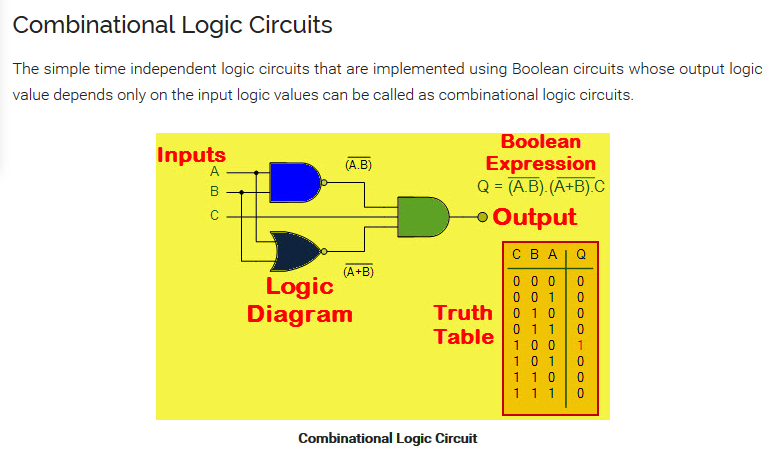 Combinational Logic Circuits
The simple time independent logic circuits that are implemented using Boolean circuits whose output logic
value depends only on the input logic values can be called as combinational logic circuits.
Inputs
A
B
C
(A.B)
(A+B)
Logic
Diagram
Boolean
Expression
Q = (A.B).(A+B).C
Output
Truth
Table
C B A Q
0 0 0 0
0 0 1 0
0 1 0 0
0 1 1 0
1 0 0 1
1 0 1 0
1 1 0 0
1 1 1 0
Combinational Logic Circuit